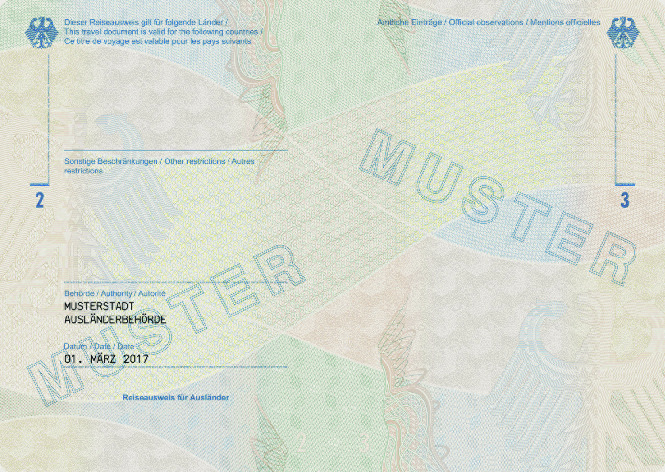 Dieser Reiseausweis gilt für folgende Länder /
This travel document is valid for the following countries /
Ce titre de voyage est valable pour les pays suivants
Sonstige Beschränkungen / Other restrictions / Autres
restrictions
2
Behörde / Authority / Autorité
MUSTERSTADT
AUSLÄNDERBEHÖRDE
Datum / Date / Date
01. MÄRZ 2017
MUSTER
Reiseausweis für Ausländer
Amtliche Einträge / Official observations / Mentions officielles
MUSTER
3